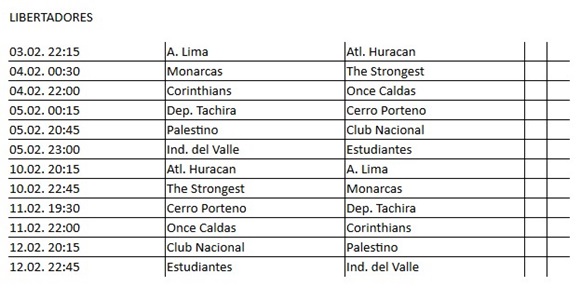 LIBERTADORES
03.02. 22:15 A. Lima Atl. Huracan
04.02. 00:30 Monarcas The Strongest
04.02. 22:00 Corinthians Once Caldas
05.02. 00:15 Dep. Tachira Cerro Porteno
05.02. 20:45 Palestino Club Nacional
05.02. 23:00 Ind. del Valle Estudiantes
10.02. 20:15 Atl. Huracan A. Lima
10.02. 22:45 The Strongest Monarcas
11.02. 19:30 Cerro Porteno Dep. Tachira
11.02. 22:00 Once Caldas Corinthians
12.02. 20:15 Club Nacional Palestino
12.02. 22:45 Estudiantes Ind. del Valle